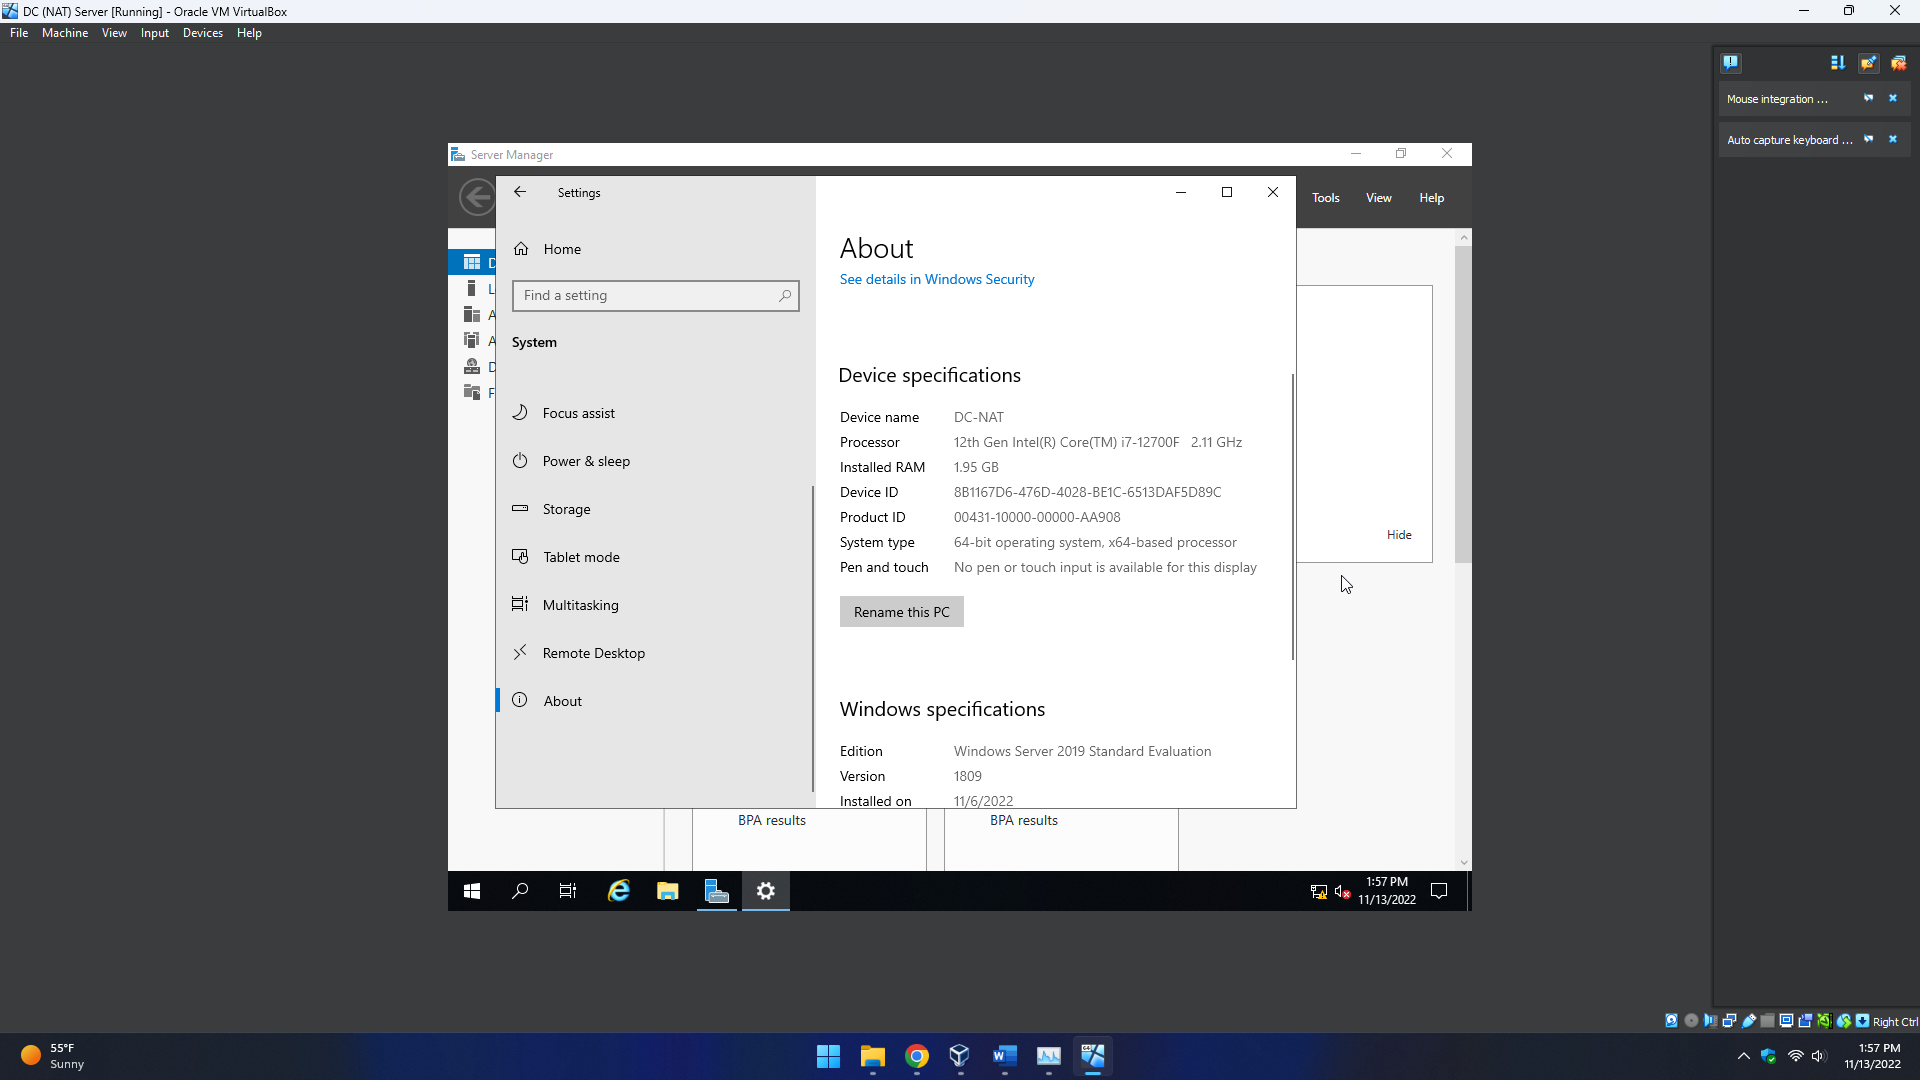 DC (NAT) Server [Running] - Oracle VM VirtualBox
File Machine View Input Devices Help
Mouse integration ...
Auto capture keyboard ...
Server Manager
Tools View Help
Settings
Home
Find a setting
System
Focus assist
Power & sleep
Storage
Tablet mode
Multitasking
Remote Desktop
About
About
See details in Windows Security
Device specifications
Device name DC-NAT
Processor 12th Gen Intel(R) Core(TM) i7-12700F 2.11 GHz
Installed RAM 1.95 GB
Device ID 8B1167D6-476D-4028-BE1C-6513DAF5D89C
Product ID 00431-10000-00000-AA908
System type 64-bit operating system, x64-based processor
Pen and touch No pen or touch input is available for this display
Rename this PC
Windows specifications
Edition Windows Server 2019 Standard Evaluation
Version 1809
Installed on 11/6/2022
D
L
A
A
D
F
Hide
BPA results
BPA results
1:57 PM
11/13/2022
Right Ctrl
55°F
Sunny
1:57 PM
11/13/2022